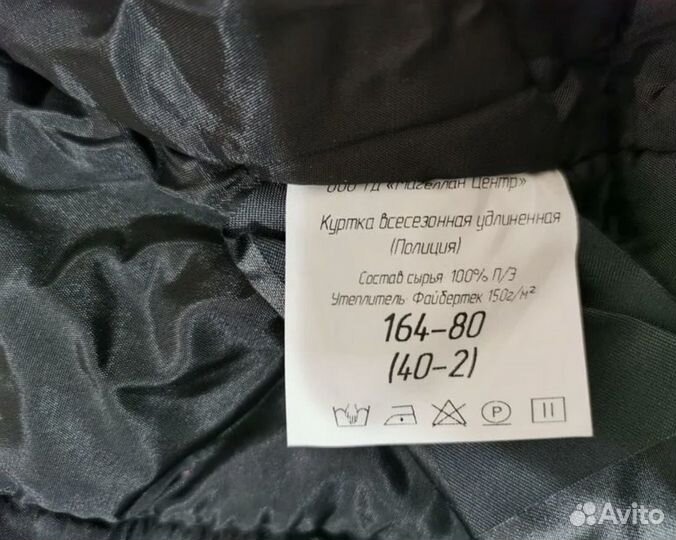 ООО ТД «Магеллан Центр»
Куртка всесезонная удлиненная
(Полиция)
Состав сырья: 100% П/Э
Утеплитель: Файбертек 150г/м²
164-80
(40-2)
P
Avito